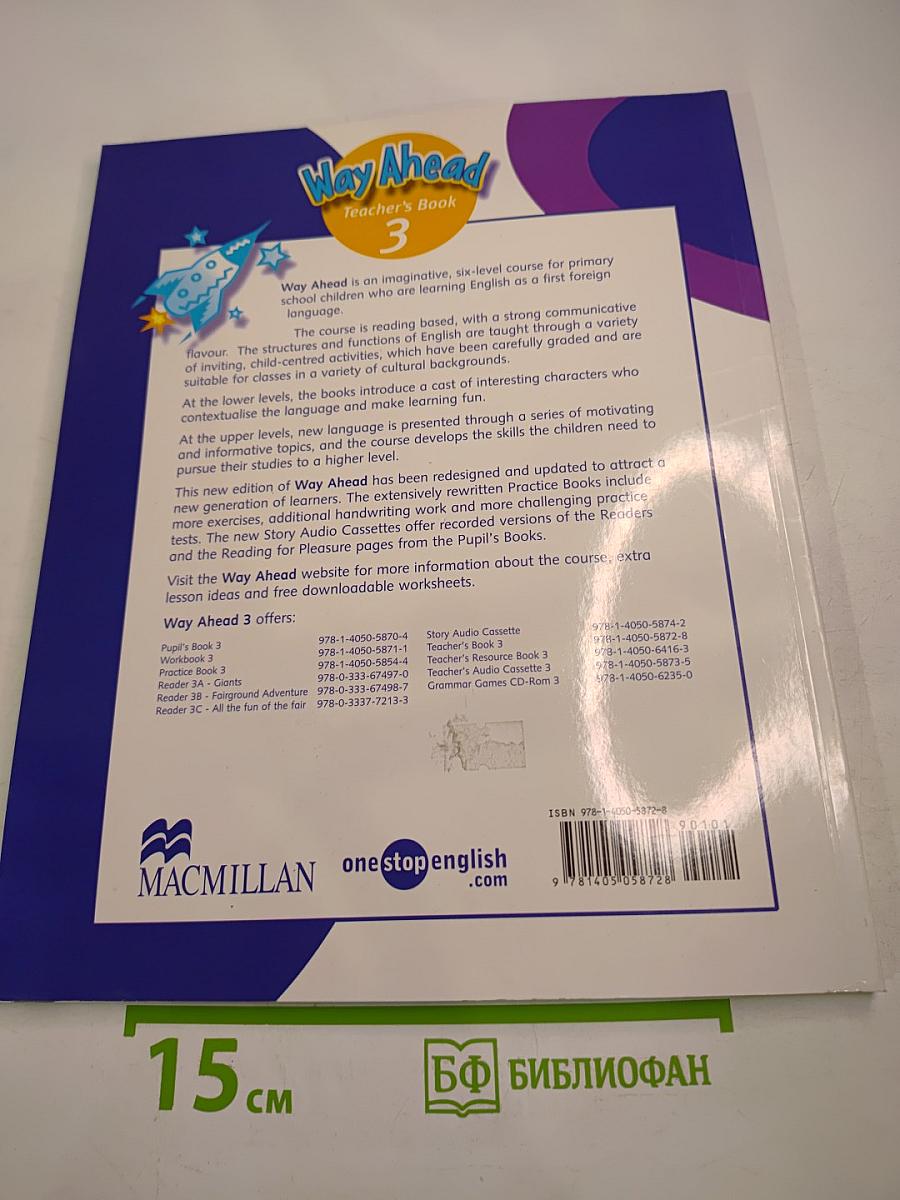 Way Ahead
Teacher's Book
3
Way Ahead is an imaginative, six-level course for primary
school children who are learning English as a first foreign
language.
The course is reading based, with a strong communicative
flavour. The structures and functions of English are taught through a variety
of inviting, child-centred activities, which have been carefully graded and are
suitable for classes in a variety of cultural backgrounds.
At the lower levels, the books introduce a cast of interesting characters who
contextualise the language and make learning fun.
At the upper levels, new language is presented through a series of motivating
and informative topics, and the course develops the skills the children need to
pursue their studies to a higher level.
This new edition of Way Ahead has been redesigned and updated to attract a
new generation of learners. The extensively rewritten Practice Books include
more exercises, additional handwriting work and more challenging practice
tests. The new Story Audio Cassettes offer recorded versions of the Readers
and the Reading for Pleasure pages from the Pupil's Books.
Visit the Way Ahead website for more information about the course, extra
lesson ideas and free downloadable worksheets.
Way Ahead 3 offers:
Pupil's Book 3 978-1-4050-5870-4
Workbook 3 978-1-4050-5871-1
Practice Book 3 978-1-4050-5854-4
Reader 3A - Giants 978-0-333-67497-0
Reader 3B - Fairground Adventure 978-0-333-67498-7
Reader 3C - All the fun of the fair 978-0-3337-7213-3
Story Audio Cassette 978-1-4050-5874-2
Teacher's Book 3 978-1-4050-5872-8
Teacher's Resource Book 3 978-1-4050-6416-3
Teacher's Audio Cassette 3 978-1-4050-5873-5
Grammar Games CD-Rom 3 978-1-4050-6235-0
MACMILLAN
onestopenglish
.com
ISBN 978-1-4050-5872-8
90101
9 781405 058728
15 см
БФ БИБЛИОФАН